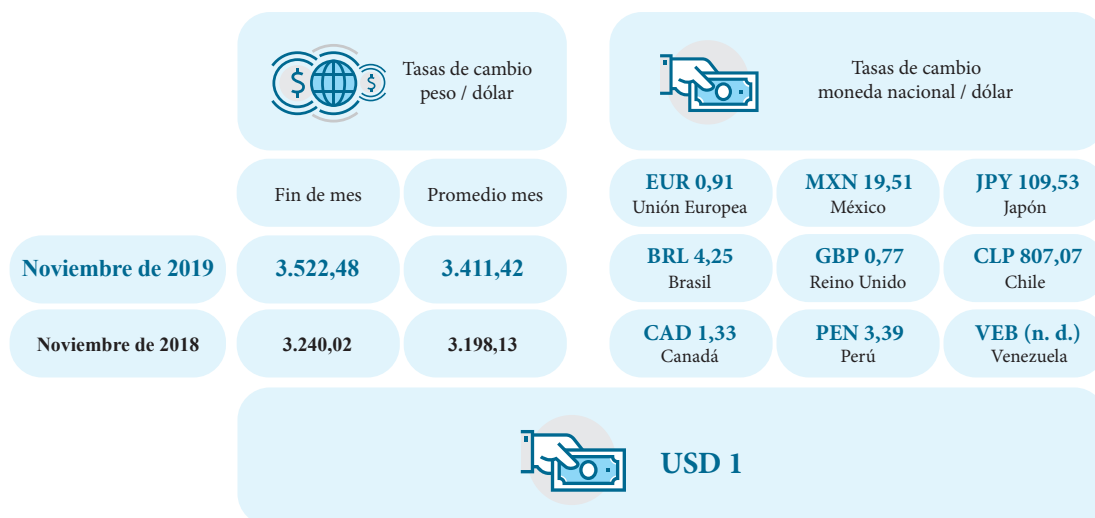 Tasas de cambio
peso / dólar
Tasas de cambio
moneda nacional / dólar
Fin de mes
Promedio mes
EUR 0,91
Unión Europea
MXN 19,51
México
JPY 109,53
Japón
Noviembre de 2019
3.522,48
3.411,42
BRL 4,25
Brasil
GBP 0,77
Reino Unido
CLP 807,07
Chile
Noviembre de 2018
3.240,02
3.198,13
CAD 1,33
Canadá
PEN 3,39
Perú
VEB (n. d.)
Venezuela
USD 1